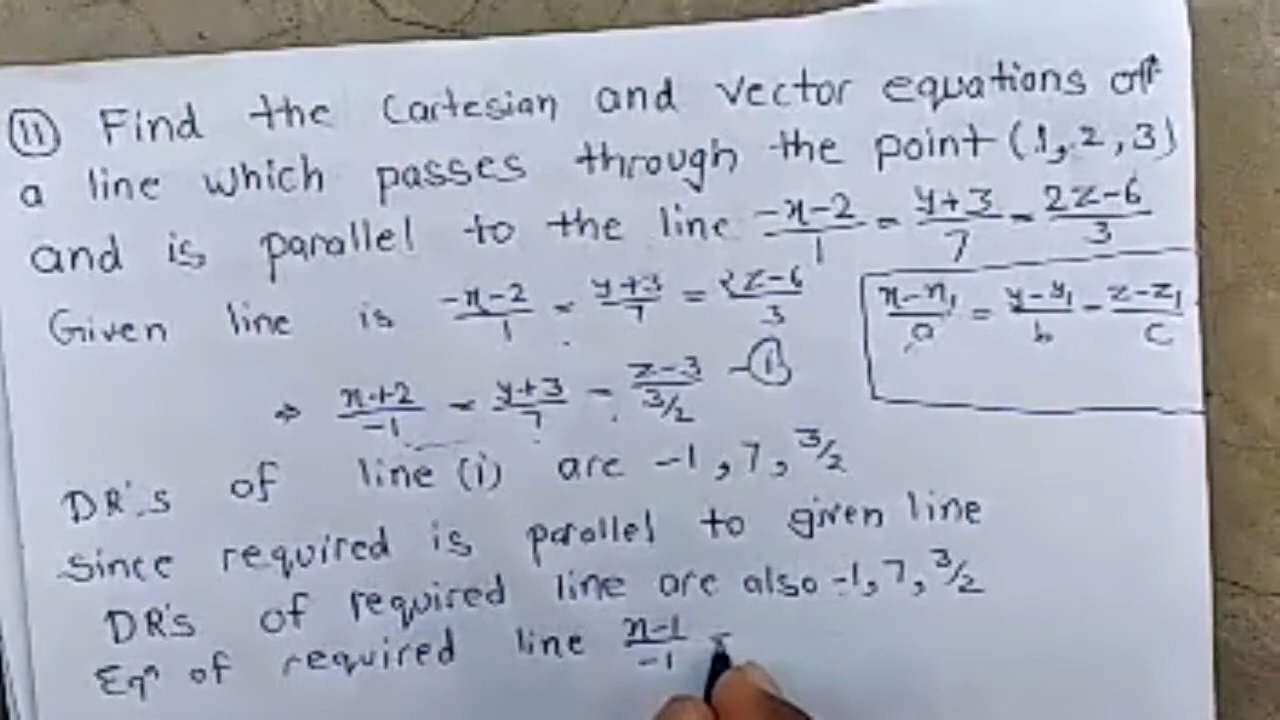 (11) Find the Cartesian and vector equations of
a line which passes through the point (1, 2, 3)
and is parallel to the line (-x-2)/1 = (y+3)/7 = (2z-6)/3
Given line is (-x-2)/1 = (y+3)/7 = (2z-6)/3
(x-x₁)/a = (y-y₁)/b = (z-z₁)/c
⇒ (x+2)/-1 = (y+3)/7 = (z-3)/(3/2) -(i)
DR's of line (i) are -1, 7, 3/2
since required is parallel to given line
DR's of required line are also -1, 7, 3/2
Eqⁿ of required line (x-1)/-1 =